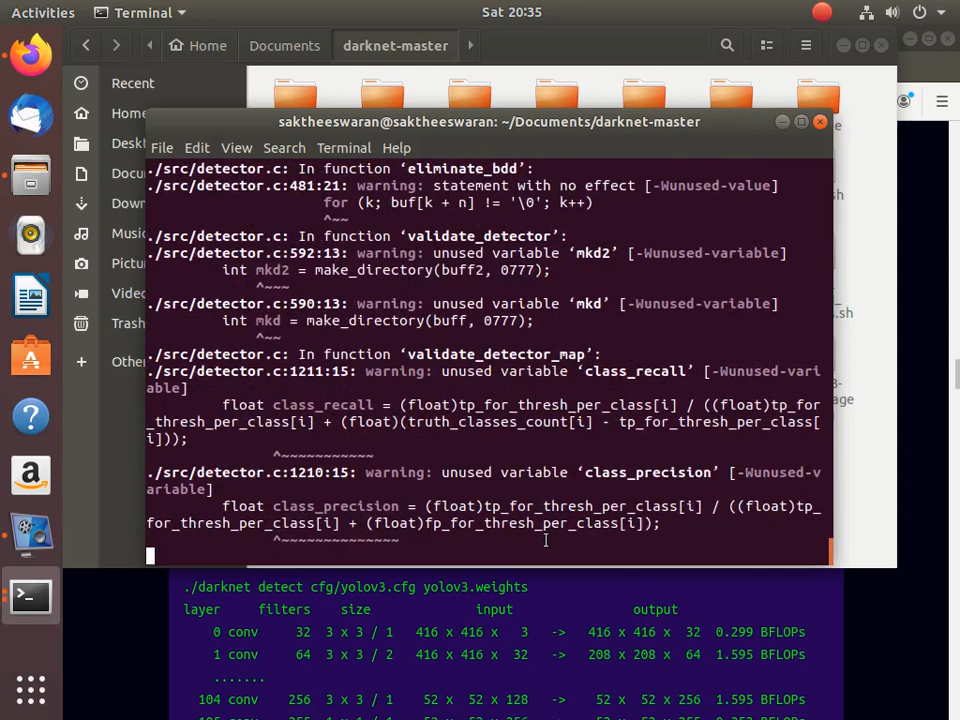 Activities
Terminal
Sat 20:35
Home
Documents
darknet-master
Recent
Home
Deskt
Docu
Down
Music
Pictu
Video
Trash
Othe
saktheeswaran@saktheeswaran: ~/Documents/darknet-master
File Edit View Search Terminal Help
./src/detector.c: In function ‘eliminate_bdd’:
./src/detector.c:481:21: warning: statement with no effect [-Wunused-value]
for (k; buf[k + n] != '\0'; k++)
^~~
./src/detector.c: In function ‘validate_detector’:
./src/detector.c:592:13: warning: unused variable ‘mkd2’ [-Wunused-variable]
int mkd2 = make_directory(buff2, 0777);
^~~~
./src/detector.c:590:13: warning: unused variable ‘mkd’ [-Wunused-variable]
int mkd = make_directory(buff, 0777);
^~~
./src/detector.c: In function ‘validate_detector_map’:
./src/detector.c:1211:15: warning: unused variable ‘class_recall’ [-Wunused-vari
able]
float class_recall = (float)tp_for_thresh_per_class[i] / ((float)tp_for
_thresh_per_class[i] + (float)(truth_classes_count[i] - tp_for_thresh_per_class[
i]));
^~~~~~~~~~~~
./src/detector.c:1210:15: warning: unused variable ‘class_precision’ [-Wunused-v
ariable]
float class_precision = (float)tp_for_thresh_per_class[i] / ((float)tp_
for_thresh_per_class[i] + (float)fp_for_thresh_per_class[i]);
^~~~~~~~~~~~~~~
e
s.sh
3-
age
./darknet detect cfg/yolov3.cfg yolov3.weights
layer filters size input output
0 conv 32 3 x 3 / 1 416 x 416 x 3 -> 416 x 416 x 32 0.299 BFLOPs
1 conv 64 3 x 3 / 2 416 x 416 x 32 -> 208 x 208 x 64 1.595 BFLOPs
.......
104 conv 256 3 x 3 / 1 52 x 52 x 128 -> 52 x 52 x 256 1.595 BFLOPs